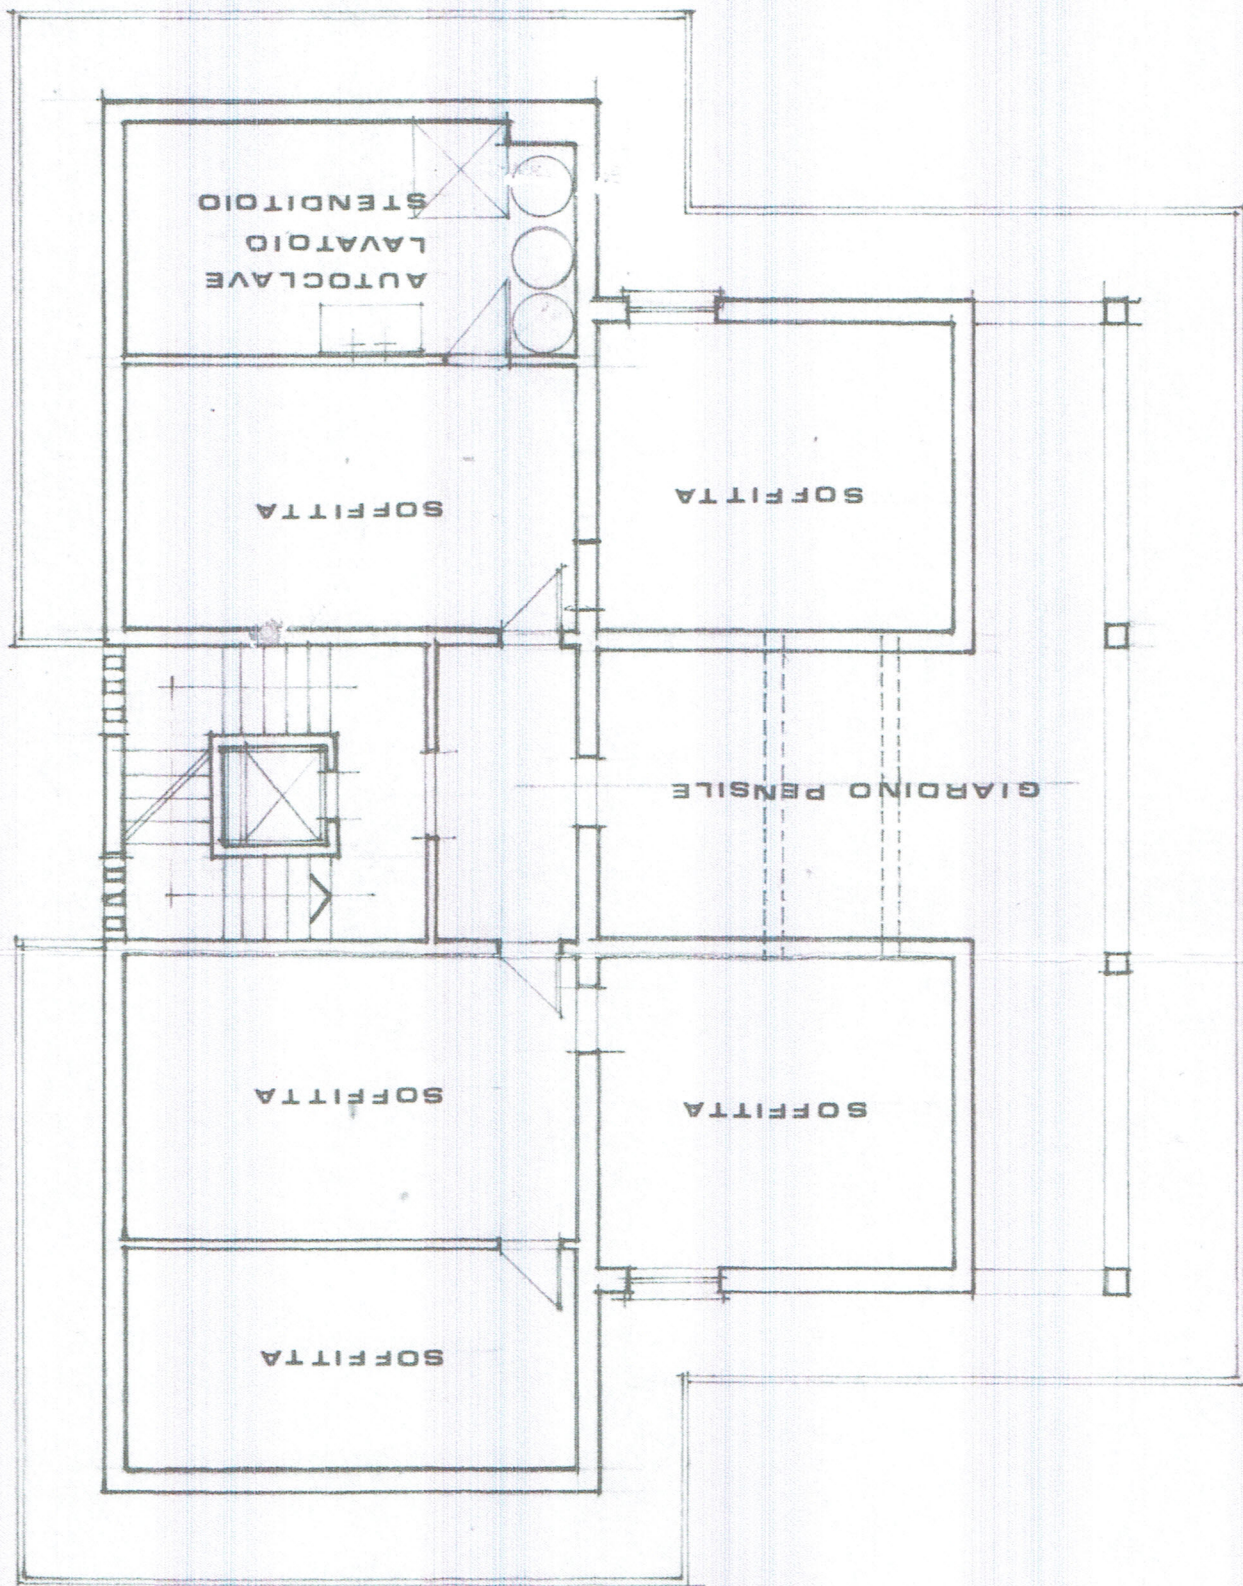 SOFFITTA
SOFFITTA
SOFFITTA
GIARDINO PENSILE
SOFFITTA
SOFFITTA
AUTOCLAVE
LAVATOIO
STENDITOIO